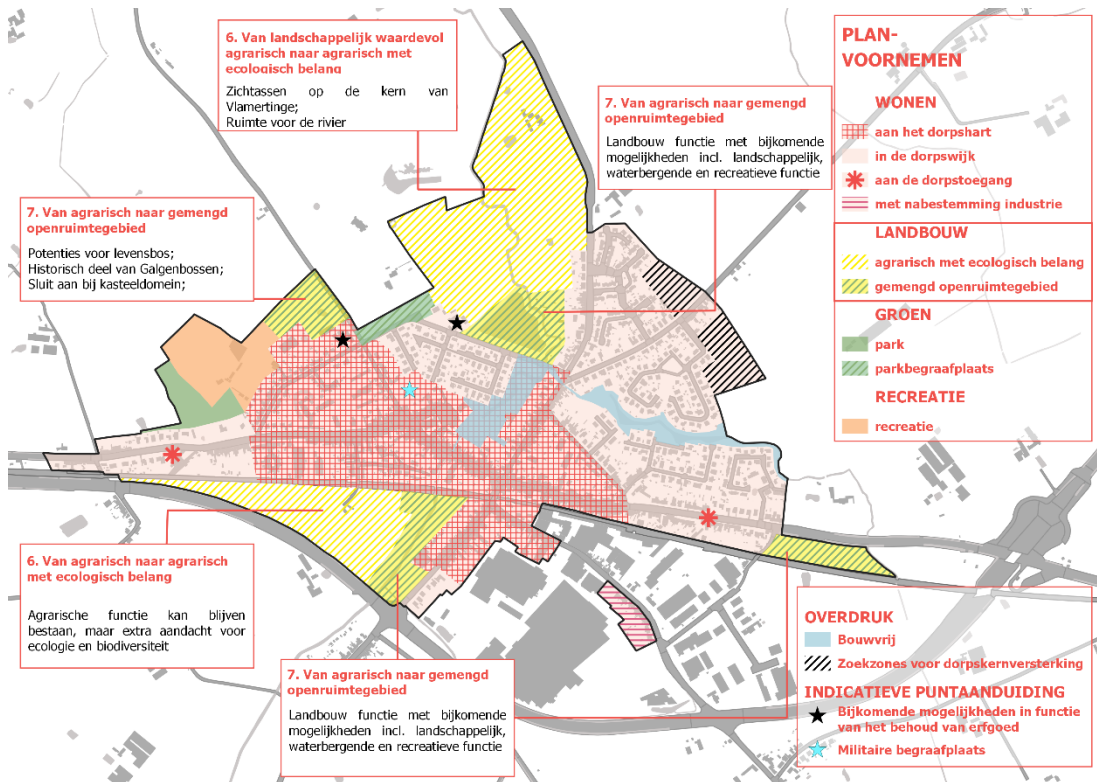 6. Van landschappelijk waardevol
agrarisch naar agrarisch met
ecologisch belang
Zichtassen op de kern van
Vlamertinge;
Ruimte voor de rivier
7. Van agrarisch naar gemengd
openruimtegebied
Landbouw functie met bijkomende
mogelijkheden incl. landschappelijk,
waterbergende en recreatieve functie
7. Van agrarisch naar gemengd
openruimtegebied
Potenties voor levensbos;
Historisch deel van Galgenbossen;
Sluit aan bij kasteeldomein;
6. Van agrarisch naar agrarisch
met ecologisch belang
Agrarische functie kan blijven
bestaan, maar extra aandacht voor
ecologie en biodiversiteit
7. Van agrarisch naar gemengd
openruimtegebied
Landbouw functie met bijkomende
mogelijkheden incl. landschappelijk,
waterbergende en recreatieve functie
PLAN-
VOORNEMEN
WONEN
aan het dorpshart
in de dorpswijk
aan de dorpstoegang
met nabestemming industrie
LANDBOUW
agrarisch met ecologisch belang
gemengd openruimtegebied
GROEN
park
parkbegraafplaats
RECREATIE
recreatie
OVERDRUK
Bouwvrij
Zoekzones voor dorpskernversterking
INDICATIEVE PUNTAANDUIDING
Bijkomende mogelijkheden in functie
van het behoud van erfgoed
Militaire begraafplaats